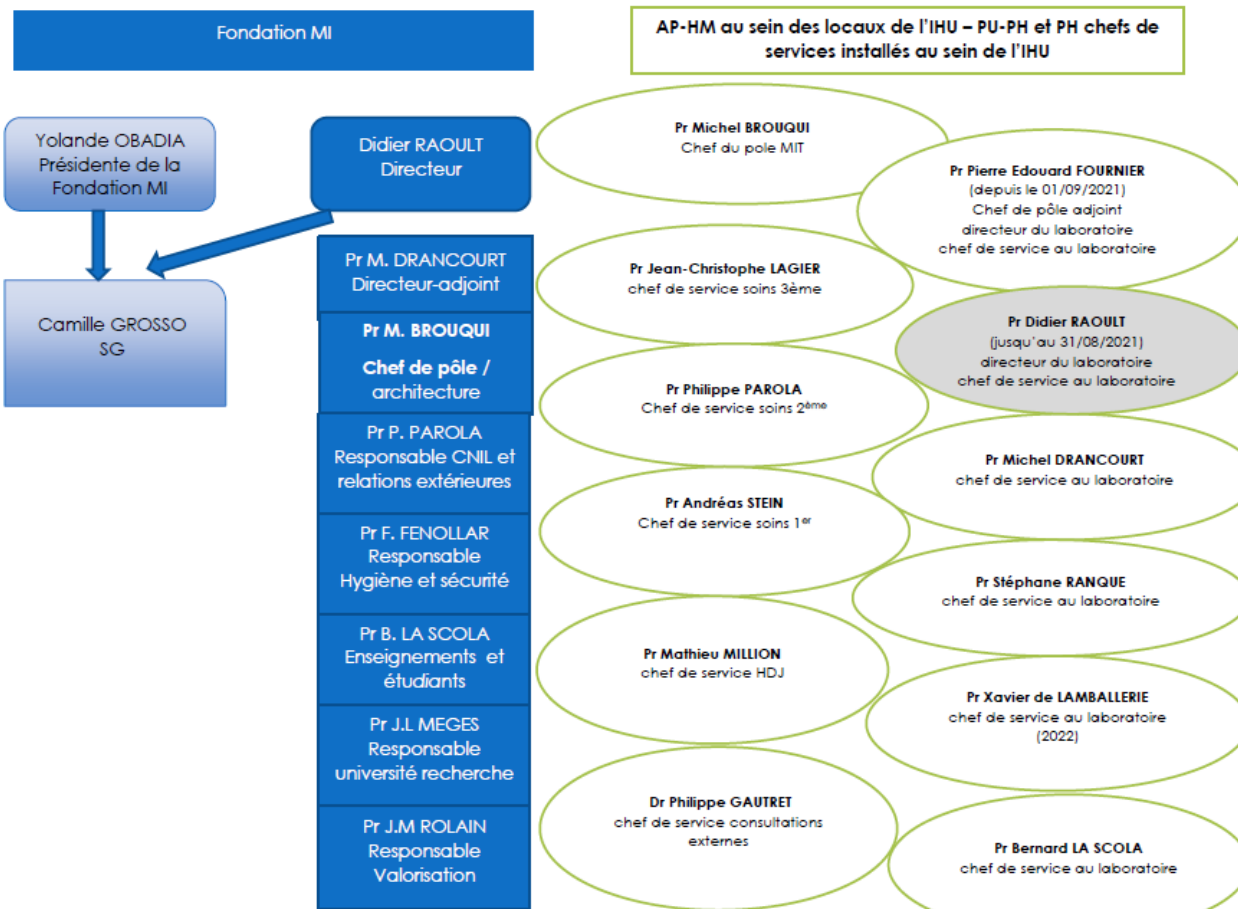 Fondation MI
AP-HM au sein des locaux de l'IHU – PU-PH et PH chefs de
services installés au sein de l'IHU
Yolande OBADIA
Présidente de la
Fondation MI
Didier RAOULT
Directeur
Camille GROSSO
SG
Pr M. DRANCOURT
Directeur-adjoint
Pr M. BROUQUI
Chef de pôle /
architecture
Pr P. PAROLA
Responsable CNIL et
relations extérieures
Pr F. FENOLLAR
Responsable
Hygiène et sécurité
Pr B. LA SCOLA
Enseignements et
étudiants
Pr J.L MEGES
Responsable
université recherche
Pr J.M ROLAIN
Responsable
Valorisation
Pr Michel BROUQUI
Chef du pole MIT
Pr Jean-Christophe LAGIER
chef de service soins 3ème
Pr Philippe PAROLA
Chef de service soins 2ème
Pr Andréas STEIN
Chef de service soins 1er
Pr Mathieu MILLION
chef de service HDJ
Dr Philippe GAUTRET
chef de service consultations
externes
Pr Pierre Edouard FOURNIER
(depuis le 01/09/2021)
Chef de pôle adjoint
directeur du laboratoire
chef de service au laboratoire
Pr Didier RAOULT
(jusqu'au 31/08/2021)
directeur du laboratoire
chef de service au laboratoire
Pr Michel DRANCOURT
chef de service au laboratoire
Pr Stéphane RANQUE
chef de service au laboratoire
Pr Xavier de LAMBALLERIE
chef de service au laboratoire
(2022)
Pr Bernard LA SCOLA
chef de service au laboratoire